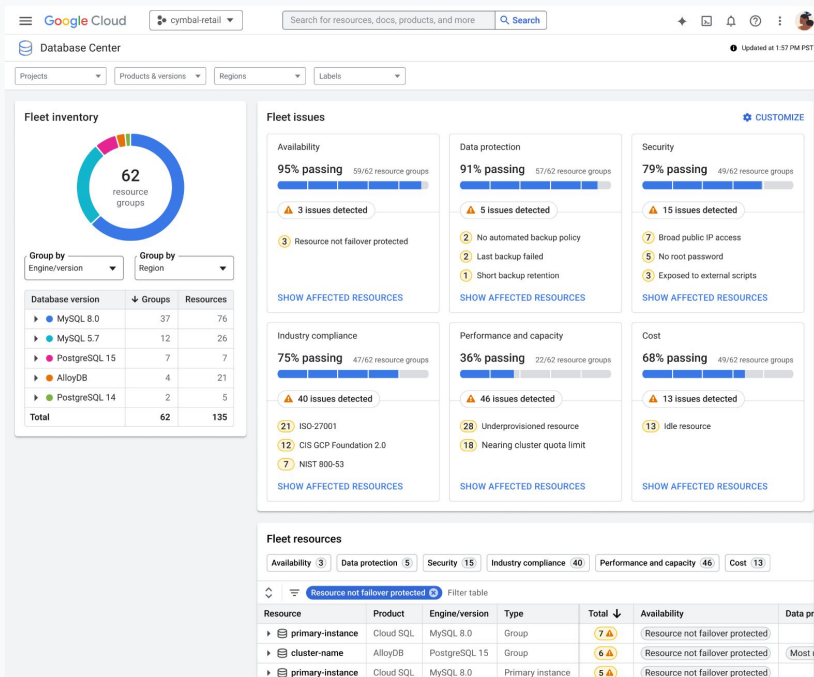 Google Cloud
cymbal-retail
Search for resources, docs, products, and more
Search
Database Center
Updated at 1:57 PM PST
Projects
Products & versions
Regions
Labels
Fleet inventory
62
resource
groups
Group by
Engine/version
Group by
Region
Database version Groups Resources
MySQL 8.0 37 76
MySQL 5.7 12 26
PostgreSQL 15 7 7
AlloyDB 4 21
PostgreSQL 14 2 5
Total 62 135
Fleet issues
CUSTOMIZE
Availability
95% passing 59/62 resource groups
3 issues detected
3 Resource not failover protected
SHOW AFFECTED RESOURCES
Data protection
91% passing 57/62 resource groups
5 issues detected
2 No automated backup policy
2 Last backup failed
1 Short backup retention
SHOW AFFECTED RESOURCES
Security
79% passing 49/62 resource groups
15 issues detected
7 Broad public IP access
5 No root password
3 Exposed to external scripts
SHOW AFFECTED RESOURCES
Industry compliance
75% passing 47/62 resource groups
40 issues detected
21 ISO-27001
12 CIS GCP Foundation 2.0
7 NIST 800-53
SHOW AFFECTED RESOURCES
Performance and capacity
36% passing 22/62 resource groups
46 issues detected
28 Underprovisioned resource
18 Nearing cluster quota limit
SHOW AFFECTED RESOURCES
Cost
68% passing 49/62 resource groups
13 issues detected
13 Idle resource
SHOW AFFECTED RESOURCES
Fleet resources
Availability 3 Data protection 5 Security 15 Industry compliance 40 Performance and capacity 46 Cost 13
Resource not failover protected Filter table
Resource Product Engine/version Type Total Availability Data pr
primary-instance Cloud SQL MySQL 8.0 Group 7 Resource not failover protected
cluster-name AlloyDB PostgreSQL 15 Group 6 Resource not failover protected Most
primary-instance Cloud SQL MySQL 8.0 Primary instance 5 Resource not failover protected